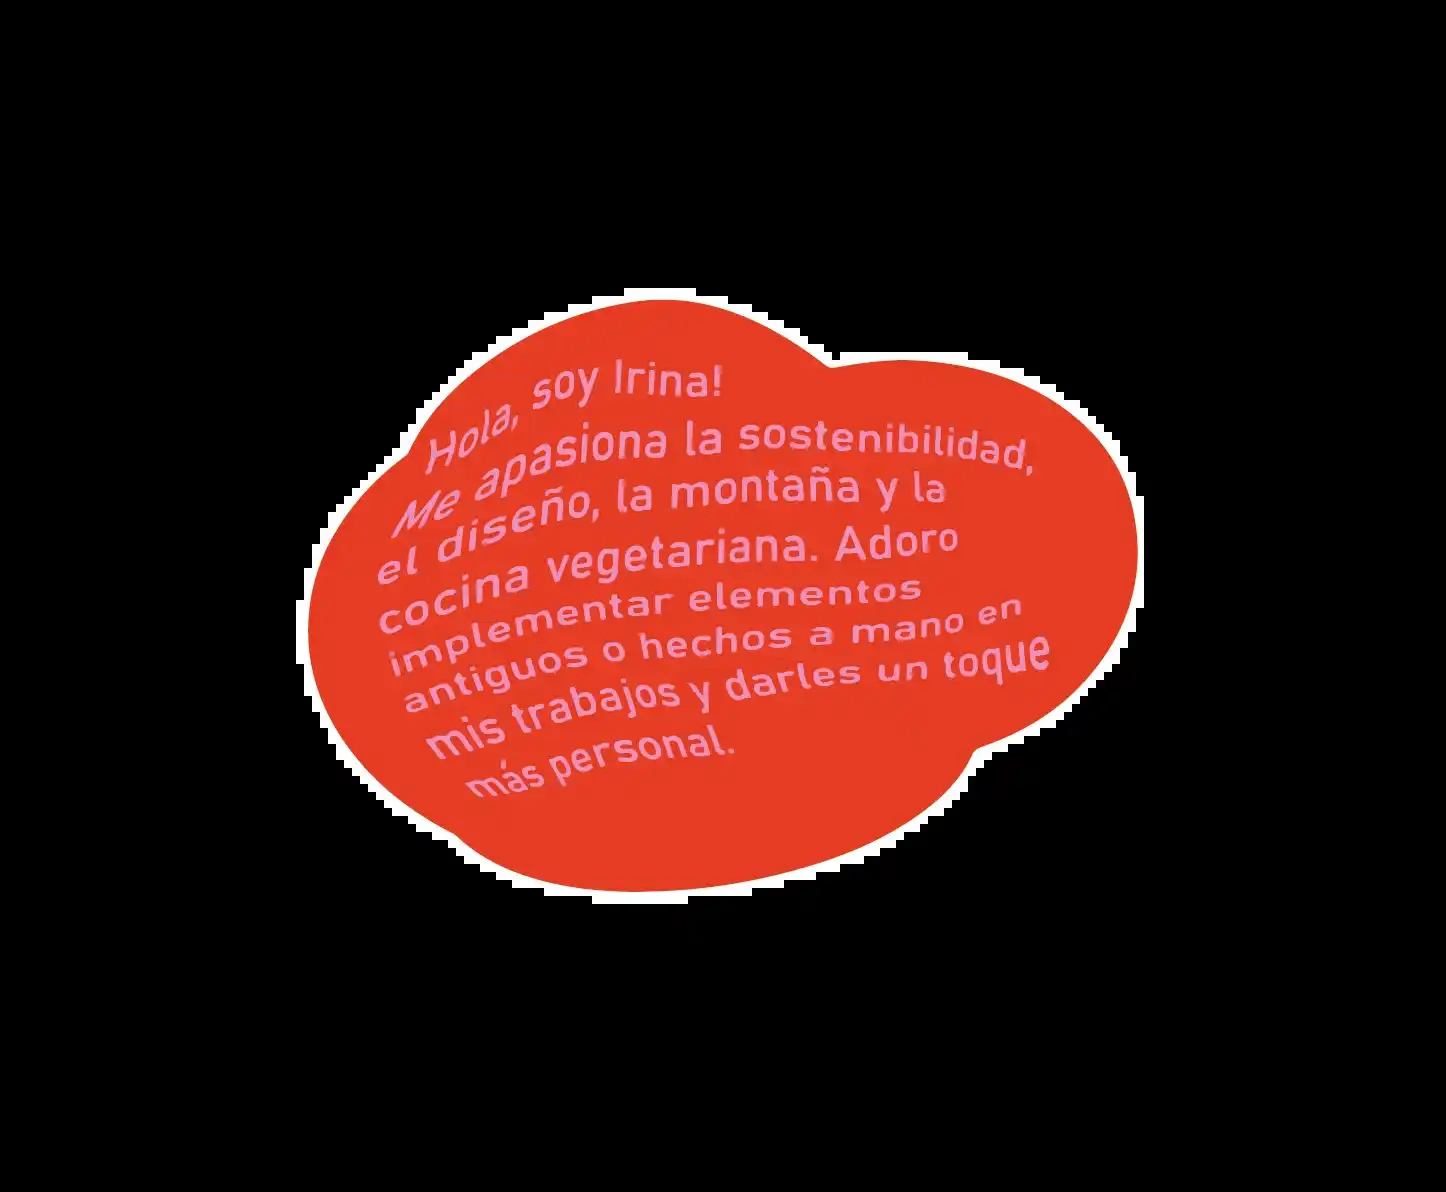 Hola, soy Irina!
Me apasiona la sostenibilidad,
el diseño, la montaña y la
cocina vegetariana. Adoro
implementar elementos
antiguos o hechos a mano en
mis trabajos y darles un toque
más personal.